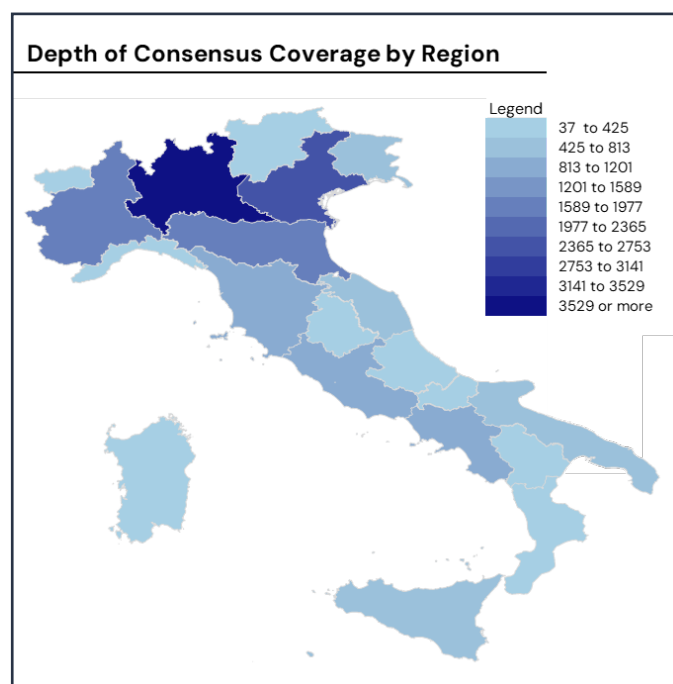 Depth of Consensus Coverage by Region
Legend
37 to 425
425 to 813
813 to 1201
1201 to 1589
1589 to 1977
1977 to 2365
2365 to 2753
2753 to 3141
3141 to 3529
3529 or more